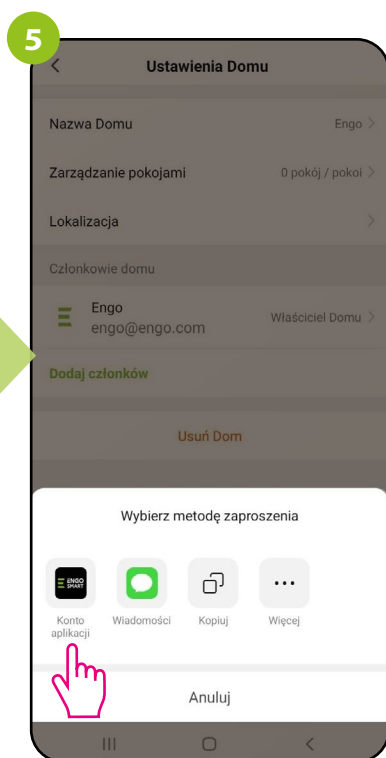 5
Ustawienia Domu
Nazwa Domu Engo
Zarządzanie pokojami 0 pokój / pokoi
Lokalizacja
Członkowie domu
Engo
engo@engo.com
Właściciel Domu
Dodaj członków
Usuń Dom
Wybierz metodę zaproszenia
ENGO
SMART
Konto
aplikacji
Wiadomości
Kopiuj
Więcej
Anuluj